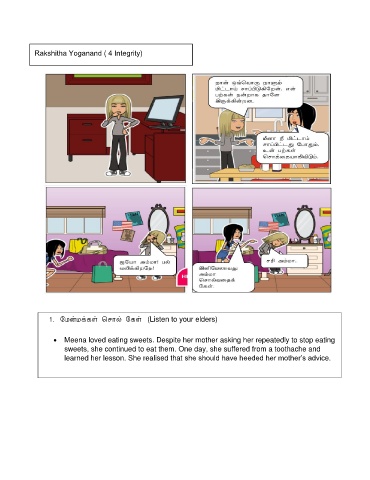 Rakshitha Yoganand ( 4 Integrity)
நான் ஒவ்வொரு நாளும்
மிட்டாய் சாப்பிடுகிறேன். என்
பற்கள் நன்றாக தானே
இருக்கின்றன.
மீனா நீ மிட்டாய்
சாப்பிட்டது போதும்.
உன் பற்கள்
சொத்தையாகிவிடும்.
ஐயோ அம்மா! பல்
வலிக்கிறதே!
இனிமேலாவது
அம்மா
சொல்வதைக்
கேள்.
சரி அம்மா.
1. மேன்மக்கள் சொல் கேள் (Listen to your elders)
• Meena loved eating sweets. Despite her mother asking her repeatedly to stop eating
sweets, she continued to eat them. One day, she suffered from a toothache and
learned her lesson. She realised that she should have heeded her mother's advice.